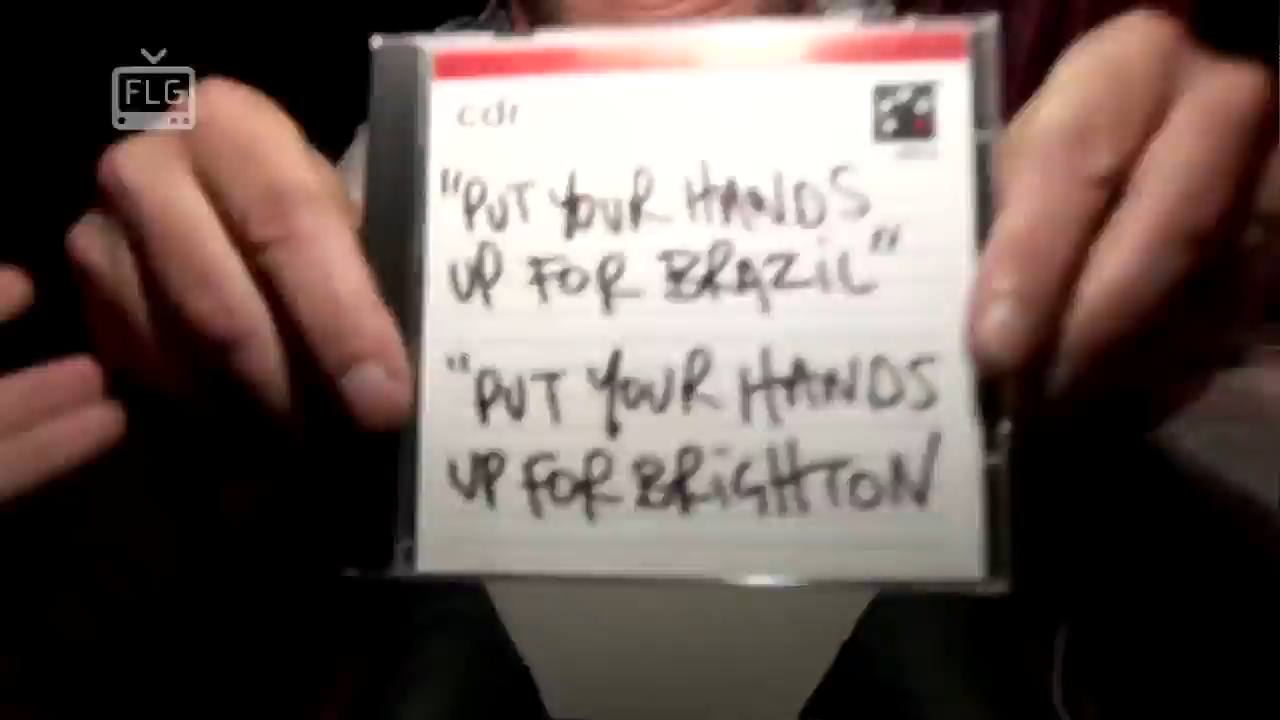 FLG
cdr
"PUT YOUR HANDS
UP FOR BRAZIL"
"PUT YOUR HANDS
UP FOR BRIGHTON